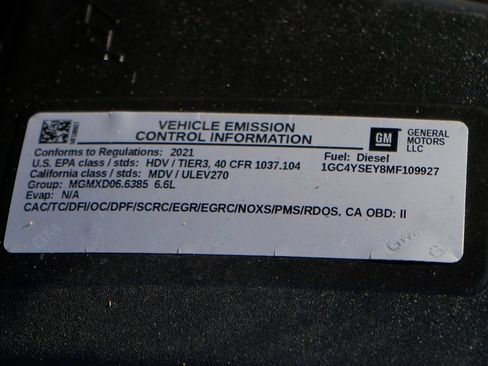 VEHICLE EMISSION
CONTROL INFORMATION
GM
GENERAL
MOTORS
LLC
Conforms to Regulations: 2021
U.S. EPA class / stds: HDV / TIER3, 40 CFR 1037.104
California class / stds: MDV / ULEV270
Group: MGMXD06.6385 6.6L
Evap: N/A
Fuel: Diesel
1GC4YSEY8MF109927
CAC/TC/DFI/OC/DPF/SCRC/EGR/EGRC/NOXS/PMS/RDQS, CA OBD: II
GM